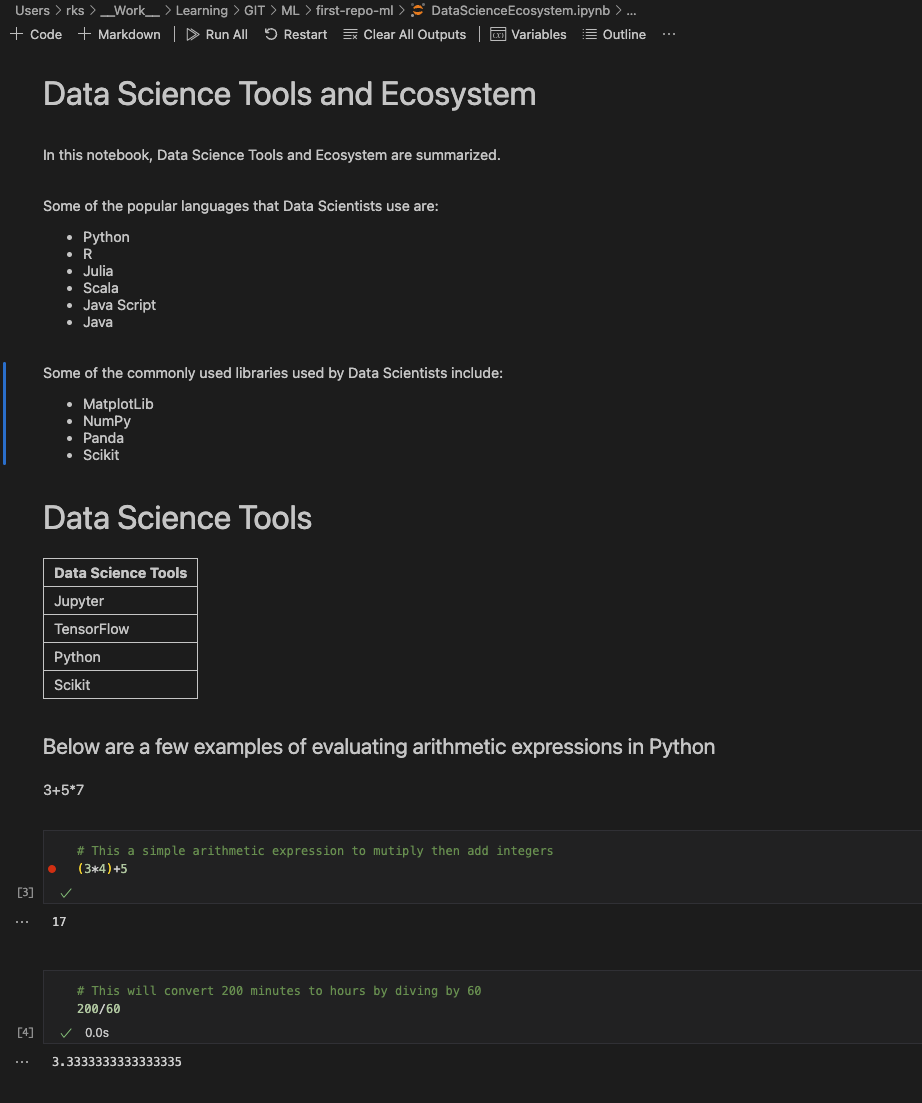 Users > rks > __Work__ > Learning > GIT > ML > first-repo-ml > DataScienceEcosystem.ipynb > ...
+ Code + Markdown | Run All Restart Clear All Outputs | Variables Outline ...
Data Science Tools and Ecosystem
In this notebook, Data Science Tools and Ecosystem are summarized.
Some of the popular languages that Data Scientists use are:
• Python
• R
• Julia
• Scala
• Java Script
• Java
Some of the commonly used libraries used by Data Scientists include:
• MatplotLib
• NumPy
• Panda
• Scikit
Data Science Tools
Data Science Tools
Jupyter
TensorFlow
Python
Scikit
Below are a few examples of evaluating arithmetic expressions in Python
3+5*7
# This a simple arithmetic expression to mutiply then add integers
(3*4)+5
[3] ✓
... 17
# This will convert 200 minutes to hours by diving by 60
200/60
[4] ✓ 0.0s
... 3.3333333333333335